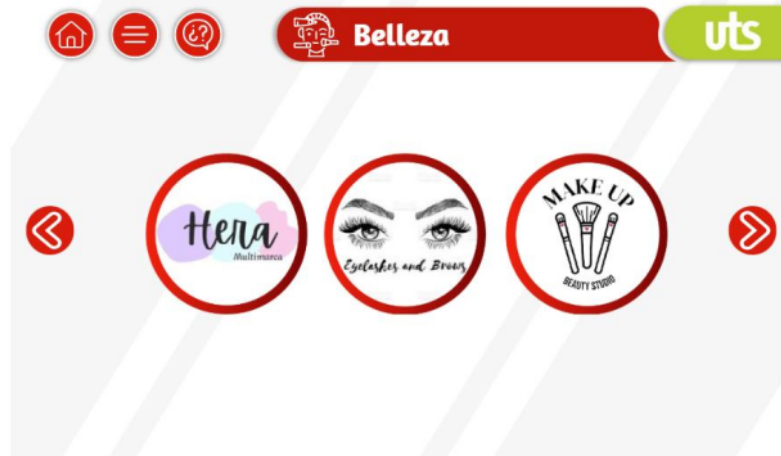 ¿?
Belleza
uts
Hera
Multimarca
Eyelashes and Brows
MAKE UP
BEAUTY STUDIO